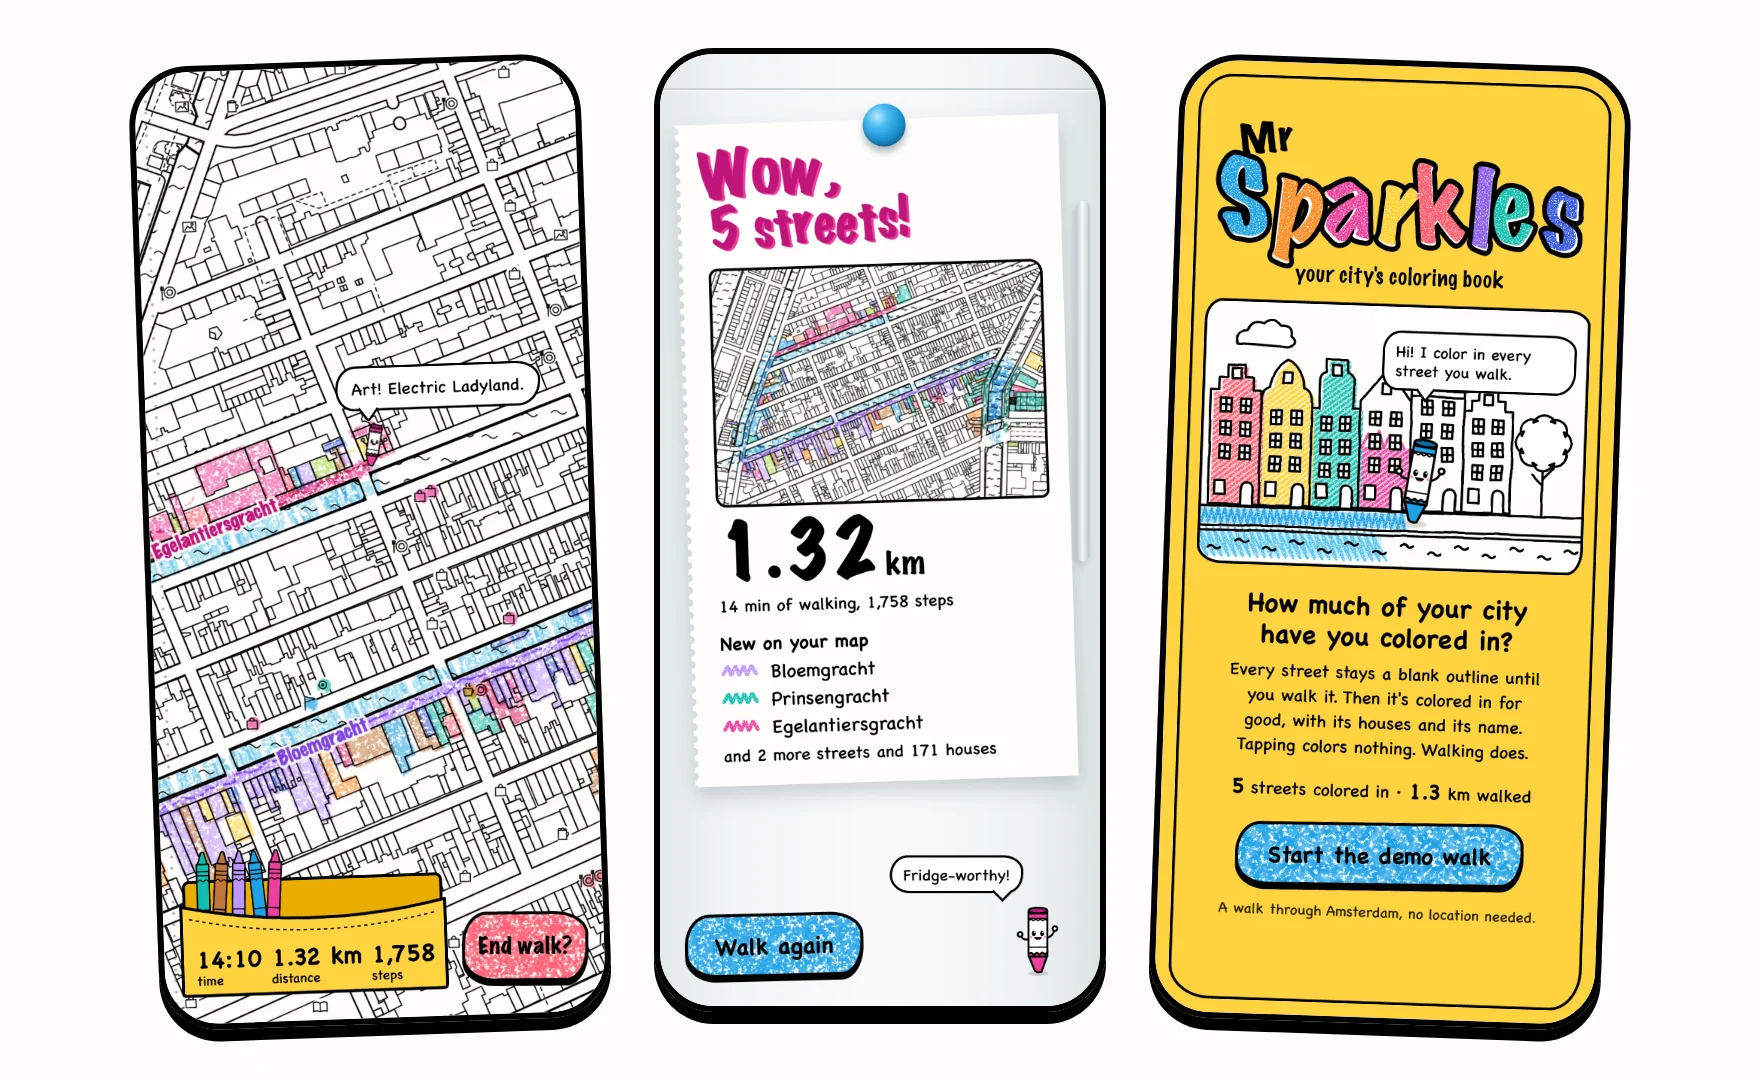 Art! Electric Ladyland.
Egelantiersgracht
Bloemgracht
14:10 1.32 km 1,758
time distance steps
End walk?
Wow,
5 streets!
1.32 km
14 min of walking, 1,758 steps
New on your map
Bloemgracht
Prinsengracht
Egelantiersgracht
and 2 more streets and 171 houses
Fridge-worthy!
Walk again
Mr
Sparkles
your city's coloring book
Hi! I color in every
street you walk.
How much of your city
have you colored in?
Every street stays a blank outline until
you walk it. Then it's colored in for
good, with its houses and its name.
Tapping colors nothing. Walking does.
5 streets colored in · 1.3 km walked
Start the demo walk
A walk through Amsterdam, no location needed.